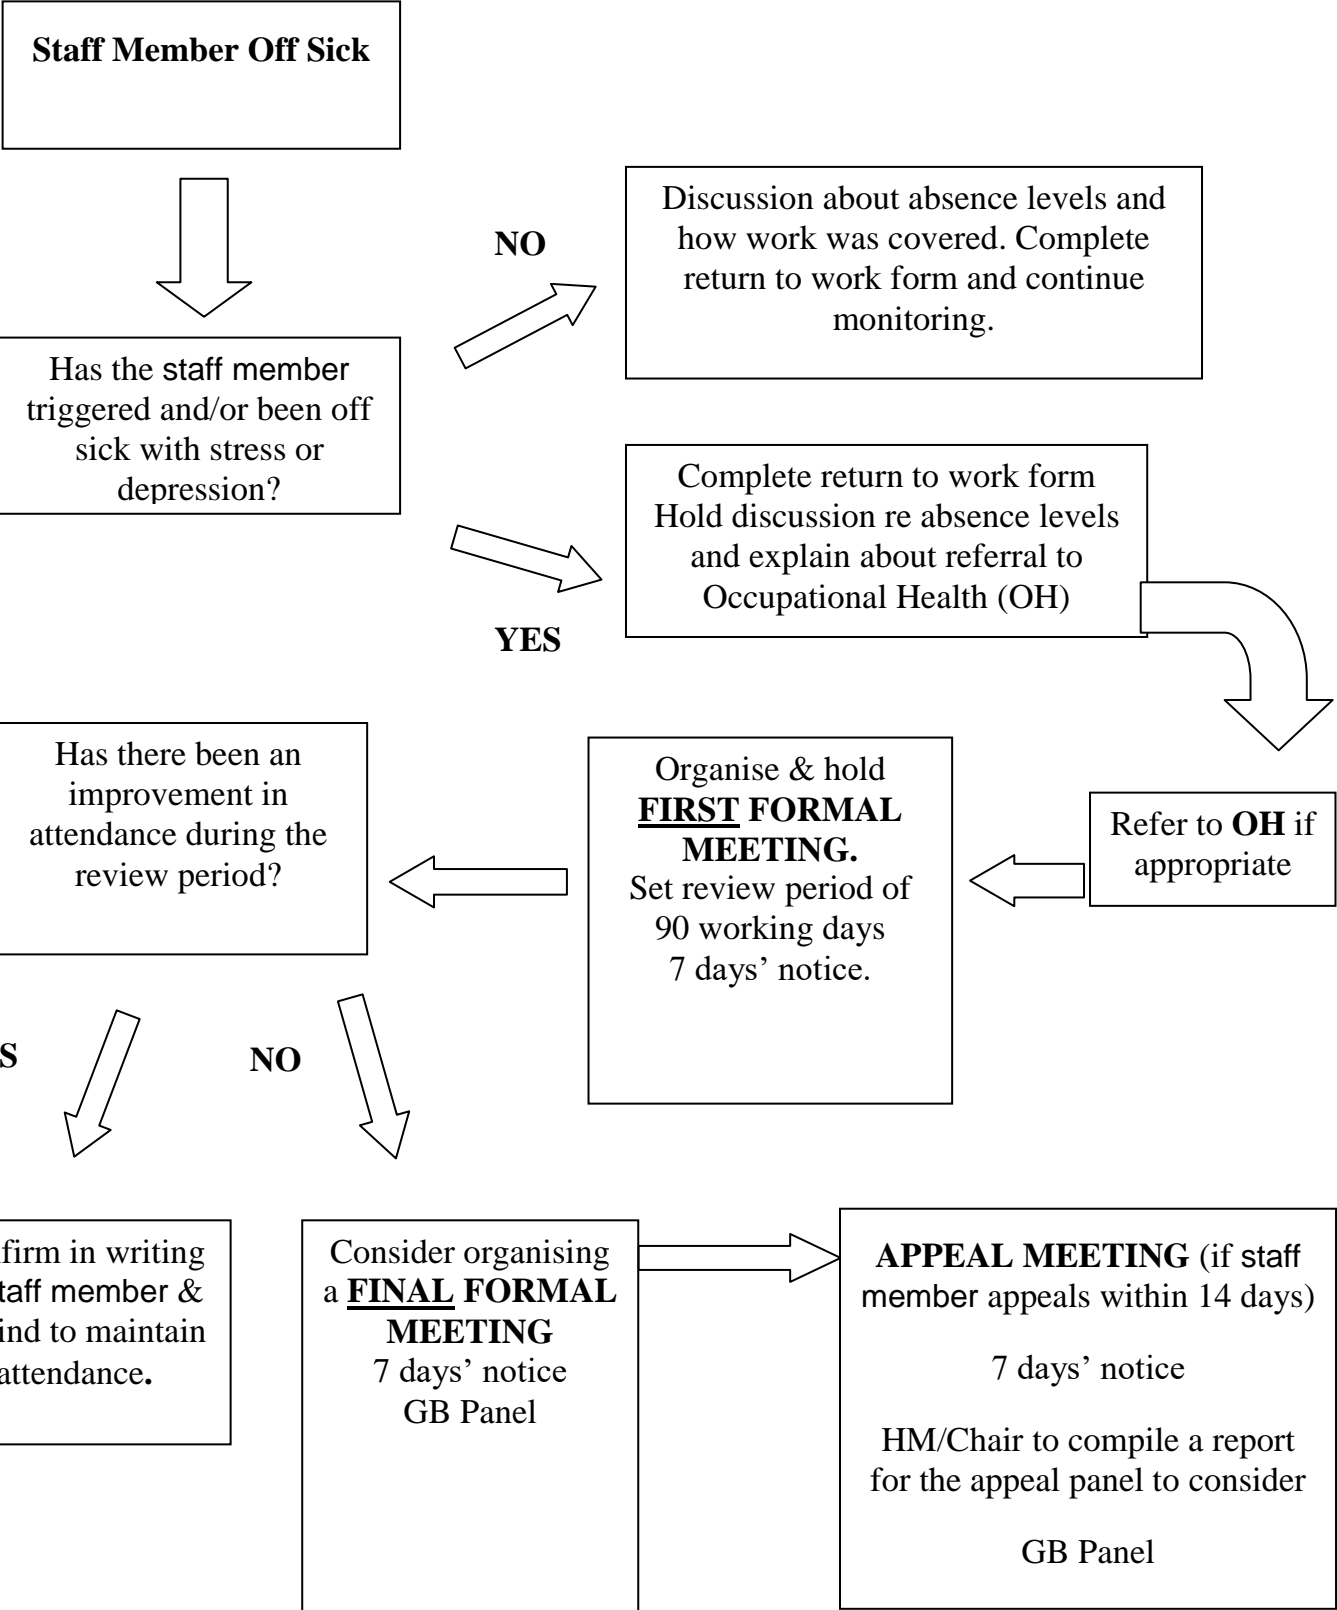 Staff Member Off Sick
NO
Discussion about absence levels and
how work was covered. Complete
return to work form and continue
monitoring.
Has the staff member
triggered and/or been off
sick with stress or
depression?
Complete return to work form
Hold discussion re absence levels
and explain about referral to
Occupational Health (OH)
YES
Has there been an
improvement in
attendance during the
review period?
Organise & hold
FIRST FORMAL
MEETING.
Set review period of
90 working days
7 days’ notice.
Refer to OH if
appropriate
S
NO
firm in writing
taff member &
ind to maintain
attendance.
Consider organising
a FINAL FORMAL
MEETING
7 days’ notice
GB Panel
APPEAL MEETING (if staff
member appeals within 14 days)
7 days’ notice
HM/Chair to compile a report
for the appeal panel to consider
GB Panel